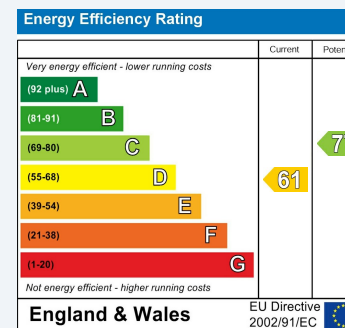 Energy Efficiency Rating
Current
Very energy efficient - lower running costs
(92 plus) A
(81-91) B
(69-80) C
(55-68) D
61
(39-54) E
(21-38) F
(1-20) G
Not energy efficient - higher running costs
England & Wales
EU Directive
2002/91/EC